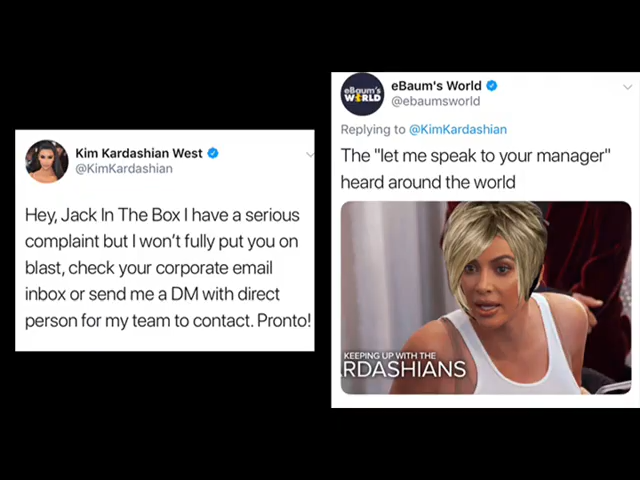 Kim Kardashian West
@KimKardashian
Hey, Jack In The Box I have a serious
complaint but I won't fully put you on
blast, check your corporate email
inbox or send me a DM with direct
person for my team to contact. Pronto!
eBaum's
WORLD
eBaum's World
@ebaumsworld
Replying to @KimKardashian
The "let me speak to your manager"
heard around the world
KEEPING UP WITH THE
RDASHIANS